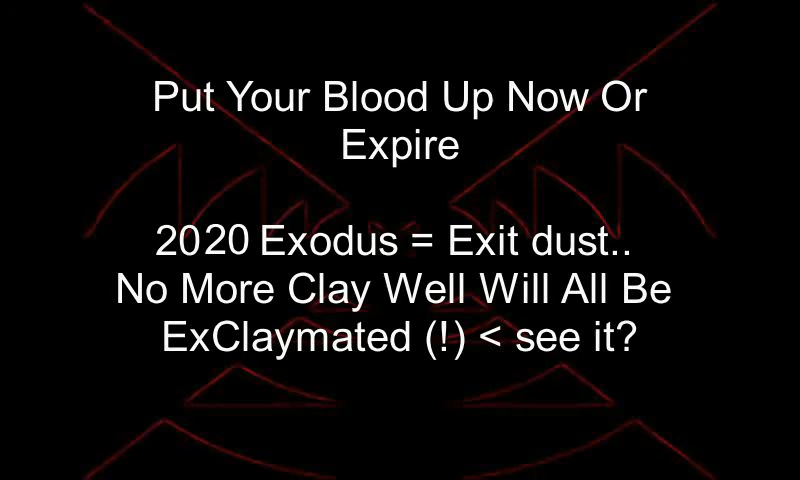 Put Your Blood Up Now Or
Expire
2020 Exodus = Exit dust..
No More Clay Well Will All Be
ExClaymated (!) < see it?